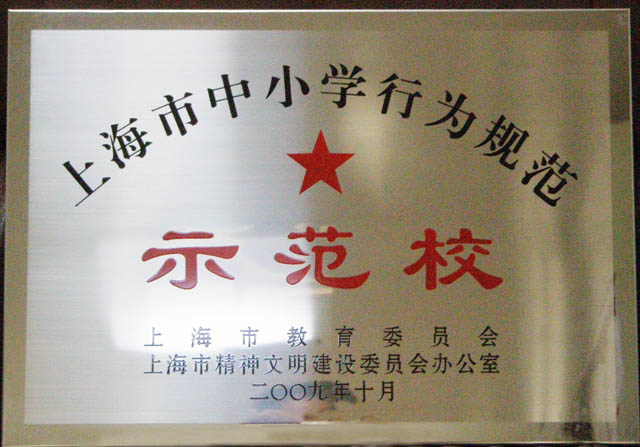 上海市中小学行为规范
示范校
上海市教育委员会
上海市精神文明建设委员会办公室
二〇〇九年十月